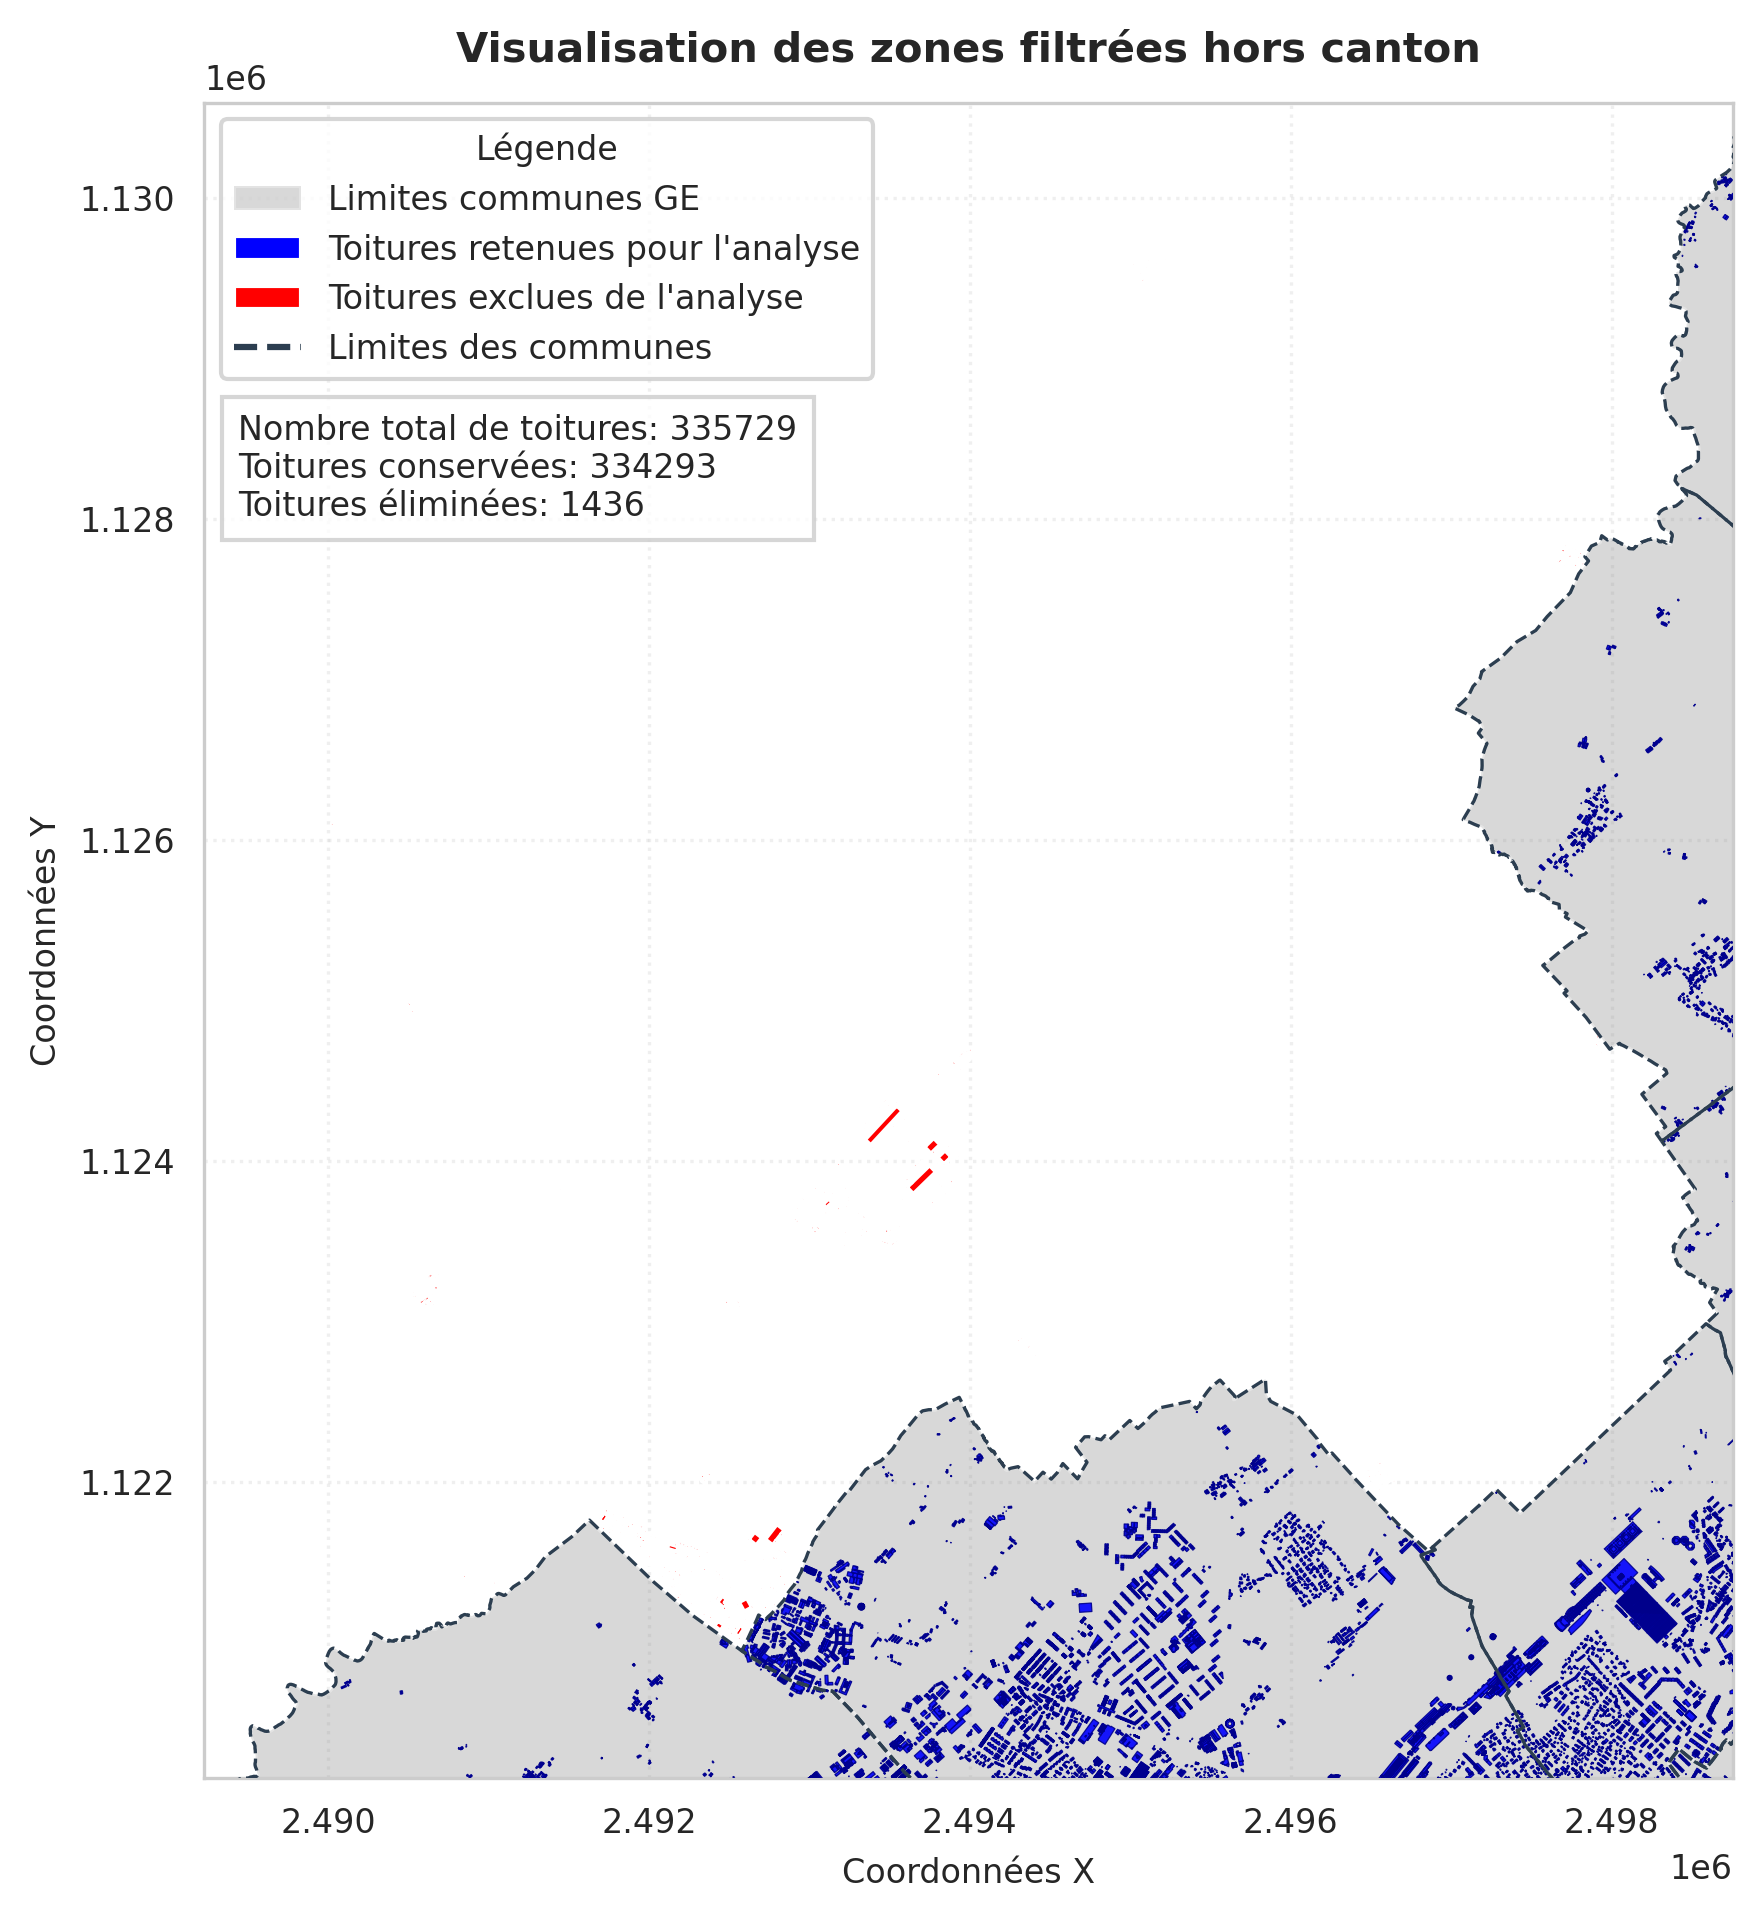 Visualisation des zones filtrées hors canton
1e6
Légende
Limites communes GE
Toitures retenues pour l'analyse
Toitures exclues de l'analyse
Limites des communes
Nombre total de toitures: 335729
Toitures conservées: 334293
Toitures éliminées: 1436
1.130
1.128
1.126
1.124
1.122
Coordonnées Y
2.490
2.492
2.494
2.496
2.498
Coordonnées X
1e6